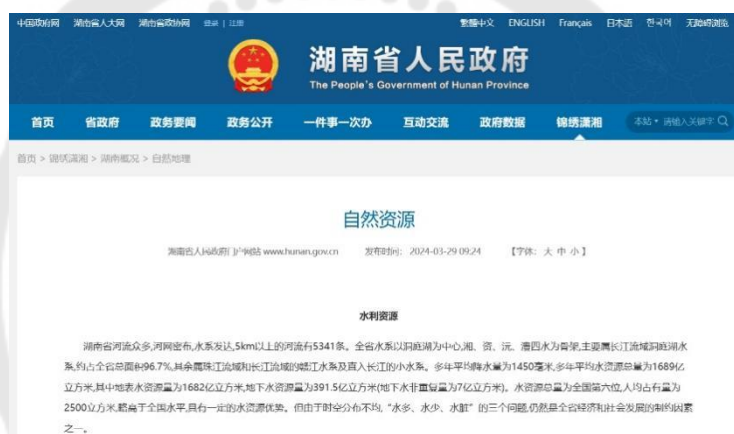 中国政府网 湖南省人大网 湖南省政协网 登录 | 注册 繁體中文 ENGLISH Français 日本語 한국어 无障碍浏览
湖南省人民政府
The People's Government of Hunan Province
首页 省政府 政务要闻 政务公开 一件事一次办 互动交流 政府数据 锦绣潇湘 本站 请输入关键字
首页 > 锦绣潇湘 > 湖南概况 > 自然地理
自然资源
湖南省人民政府门户网站 www.hunan.gov.cn 发布时间: 2024-03-29 09:24 【字体: 大 中 小】
水利资源
湖南省河流众多,河网密布,水系发达,5km以上的河流有5341条。全省水系以洞庭湖为中心,湘、资、沅、澧四水为骨架,主要属长江流域洞庭湖水
系,约占全省总面积96.7%,其余属珠江流域和长江流域的赣江水系及直入长江的小水系。多年平均降水量为1450毫米,多年平均水资源总量为1689亿
立方米,其中地表水资源量为1682亿立方米,地下水资源量为391.5亿立方米(地下水非重复量为7亿立方米)。水资源总量为全国第六位,人均占有量为
2500立方米,略高于全国水平,具有一定的水资源优势。但由于时空分布不均,“水多、水少、水脏”的三个问题,仍然是全省经济和社会发展的制约因素
之一。